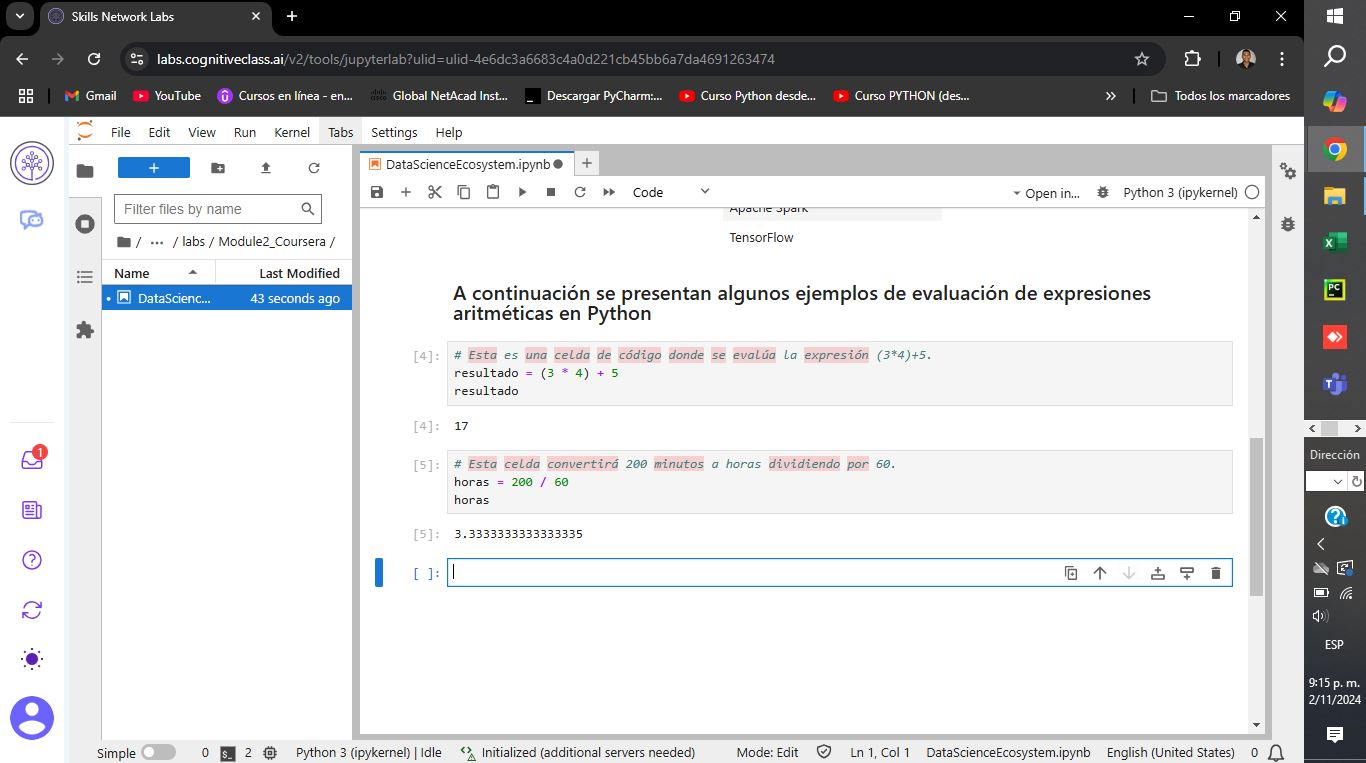 Skills Network Labs
labs.cognitiveclass.ai/v2/tools/jupyterlab?ulid=ulid-4e6dc3a6683c4a0d221cb45bb6a7da4691263474
Gmail YouTube Cursos en línea - en... Global NetAcad Inst... Descargar PyCharm:... Curso Python desde... Curso PYTHON (des... » Todos los marcadores
File Edit View Run Kernel Tabs Settings Help
DataScienceEcosystem.ipynb
Code Open in... Python 3 (ipykernel)
Filter files by name
/ ... / labs / Module2_Coursera /
Name Last Modified
DataScienc... 43 seconds ago
Apache Spark
TensorFlow
A continuación se presentan algunos ejemplos de evaluación de expresiones
aritméticas en Python
[4]: # Esta es una celda de código donde se evalúa la expresión (3*4)+5.
resultado = (3 * 4) + 5
resultado
[4]: 17
[5]: # Esta celda convertirá 200 minutos a horas dividiendo por 60.
horas = 200 / 60
horas
[5]: 3.3333333333333335
[ ]:
1
Simple 0 2 Python 3 (ipykernel) | Idle Initialized (additional servers needed) Mode: Edit Ln 1, Col 1 DataScienceEcosystem.ipynb English (United States) 0
PC
Dirección
ESP
9:15 p. m.
2/11/2024